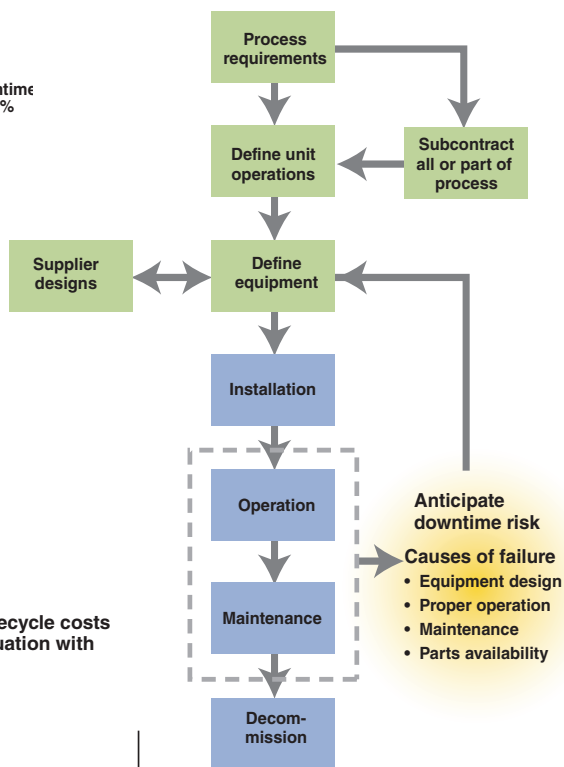 Process
requirements
%
Define unit
operations
Subcontract
all or part of
process
Supplier
designs
Define
equipment
Installation
Operation
Anticipate
downtime risk
Causes of failure
• Equipment design
• Proper operation
• Maintenance
• Parts availability
Maintenance
ecycle costs
uation with
Decom-
mission